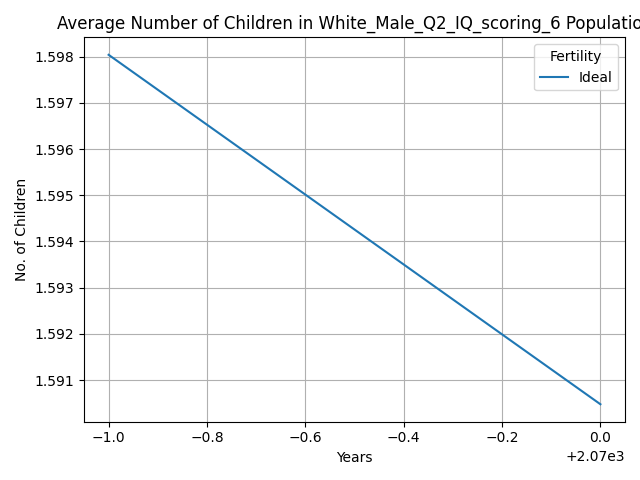 Average Number of Children in White_Male_Q2_IQ_scoring_6 Populatio
Fertility
Ideal
No. of Children
1.598
1.597
1.596
1.595
1.594
1.593
1.592
1.591
−1.0 −0.8 −0.6 −0.4 −0.2 0.0
+2.07e3
Years